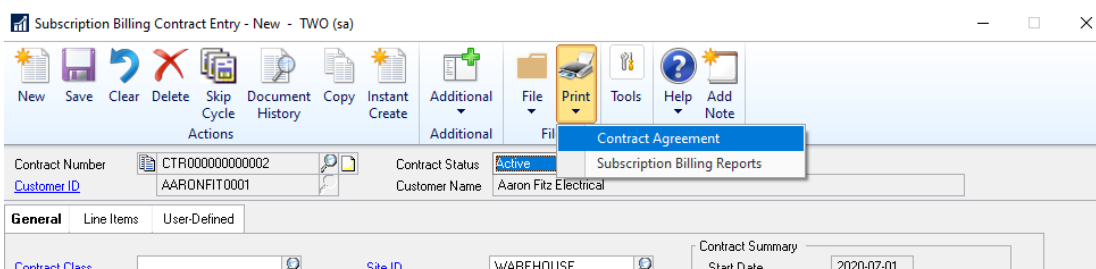 Subscription Billing Contract Entry - New - TWO (sa)
New Save Clear Delete Skip Cycle Document History Copy Instant Create Additional File Print Tools Help Add Note
Actions Additional Fil
Contract Agreement
Subscription Billing Reports
Contract Number CTR000000000002 Contract Status Active
Customer ID AARONFIT0001 Customer Name Aaron Fitz Electrical
General Line Items User-Defined
Contract Summary
Contract Class Site ID WAREHOUSE Start Date 2020-07-01